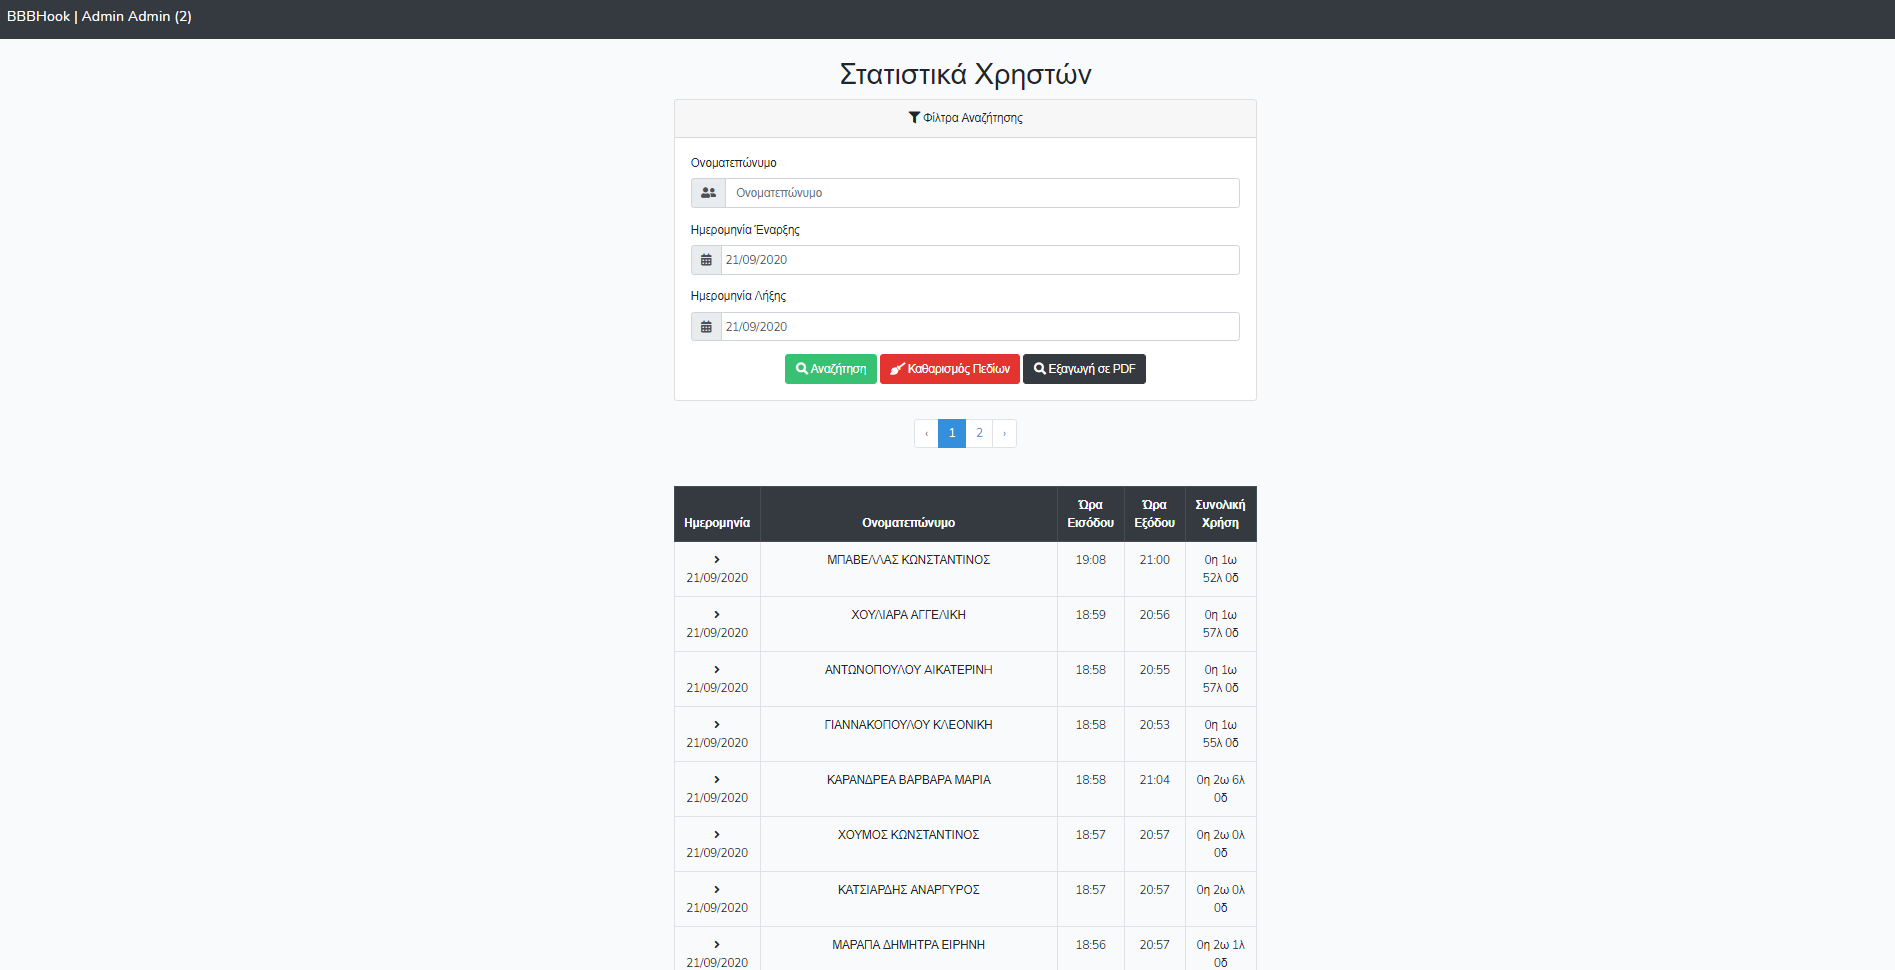 BBBHook | Admin Admin (2)
Στατιστικά Χρηστών
Φίλτρα Αναζήτησης
Ονοματεπώνυμο
Ονοματεπώνυμο
Ημερομηνία Έναρξης
21/09/2020
Ημερομηνία Λήξης
21/09/2020
Αναζήτηση Καθαρισμός Πεδίων Εξαγωγή σε PDF
‹ 1 2 ›
Ημερομηνία Ονοματεπώνυμο Ώρα Εισόδου Ώρα Εξόδου Συνολική Χρήση
21/09/2020 ΜΠΑΒΕΛΛΑΣ ΚΩΝΣΤΑΝΤΙΝΟΣ 19:08 21:00 0η 1ω 52λ 0δ
21/09/2020 ΧΟΥΛΙΑΡΑ ΑΓΓΕΛΙΚΗ 18:59 20:56 0η 1ω 57λ 0δ
21/09/2020 ΑΝΤΩΝΟΠΟΥΛΟΥ ΑΙΚΑΤΕΡΙΝΗ 18:58 20:55 0η 1ω 57λ 0δ
21/09/2020 ΓΙΑΝΝΑΚΟΠΟΥΛΟΥ ΚΛΕΟΝΙΚΗ 18:58 20:53 0η 1ω 55λ 0δ
21/09/2020 ΚΑΡΑΝΔΡΕΑ ΒΑΡΒΑΡΑ ΜΑΡΙΑ 18:58 21:04 0η 2ω 6λ 0δ
21/09/2020 ΧΟΥΜΟΣ ΚΩΝΣΤΑΝΤΙΝΟΣ 18:57 20:57 0η 2ω 0λ 0δ
21/09/2020 ΚΑΤΣΙΑΡΔΗΣ ΑΝΑΡΓΥΡΟΣ 18:57 20:57 0η 2ω 0λ 0δ
21/09/2020 ΜΑΡΑΠΑ ΔΗΜΗΤΡΑ ΕΙΡΗΝΗ 18:56 20:57 0η 2ω 1λ 0δ